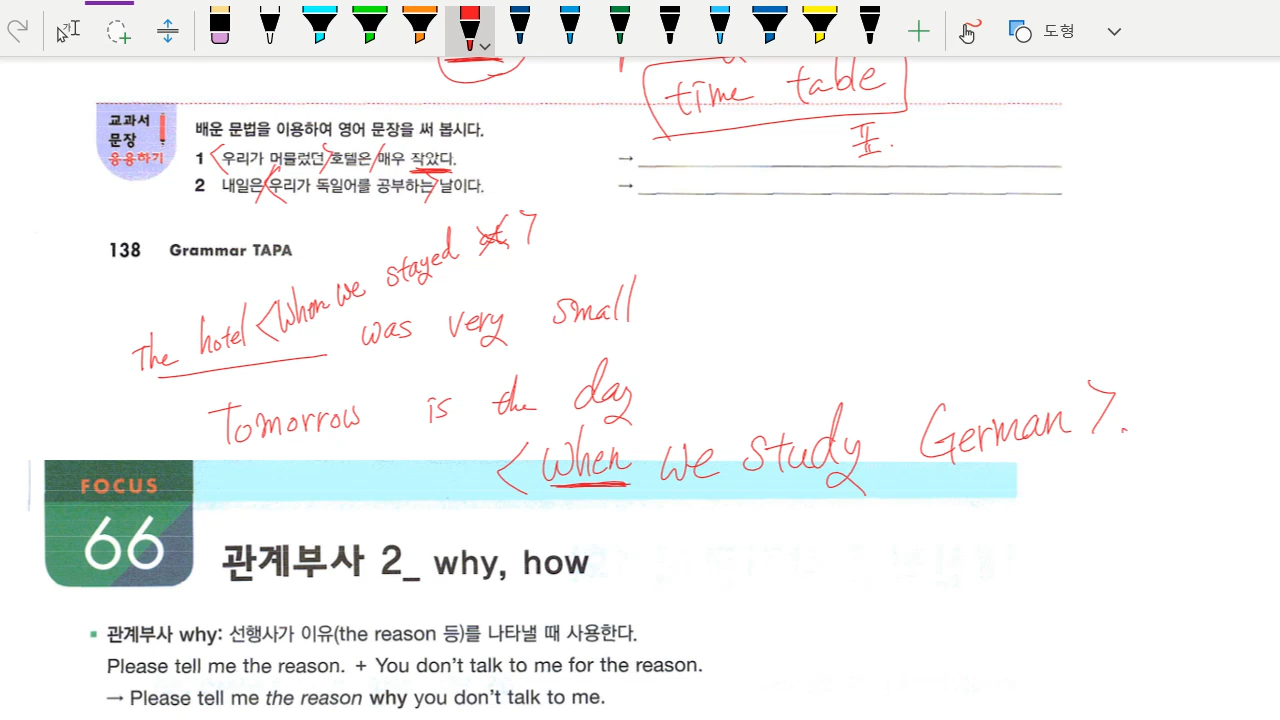 도형
time table
표.
교과서
문장
응용하기
배운 문법을 이용하여 영어 문장을 써 봅시다.
1 <우리가 머물렀던> 호텔은/매우 작았다. →
2 내일은/<우리가 독일어를 공부하는> 날이다. →
138 Grammar TAPA
The hotel < we stayed > was very small
Tomorrow is the day
<when we study German>.
FOCUS
66
관계부사 2_ why, how
▪ 관계부사 why: 선행사가 이유(the reason 등)를 나타낼 때 사용한다.
Please tell me the reason. + You don't talk to me for the reason.
→ Please tell me the reason why you don't talk to me.